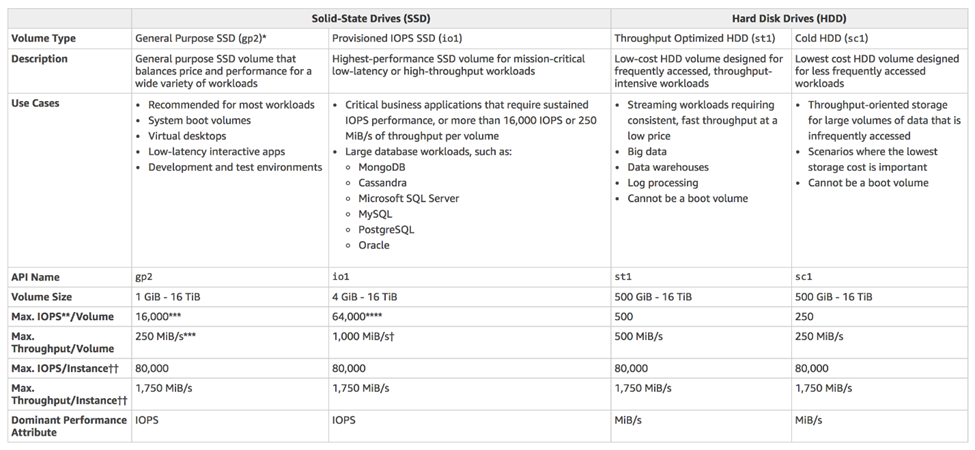 Solid-State Drives (SSD) Hard Disk Drives (HDD)
Volume Type General Purpose SSD (gp2)* Provisioned IOPS SSD (io1) Throughput Optimized HDD (st1) Cold HDD (sc1)
Description General purpose SSD volume that Highest-performance SSD volume for mission-critical Low-cost HDD volume designed for Lowest cost HDD volume designed
balances price and performance for a low-latency or high-throughput workloads frequently accessed, throughput- for less frequently accessed
wide variety of workloads intensive workloads workloads
Use Cases • Recommended for most workloads • Critical business applications that require sustained • Streaming workloads requiring • Throughput-oriented storage
• System boot volumes IOPS performance, or more than 16,000 IOPS or 250 consistent, fast throughput at a for large volumes of data that is
• Virtual desktops MiB/s of throughput per volume low price infrequently accessed
• Low-latency interactive apps • Large database workloads, such as: • Big data • Scenarios where the lowest
• Development and test environments ◦ MongoDB • Data warehouses storage cost is important
◦ Cassandra • Log processing • Cannot be a boot volume
◦ Microsoft SQL Server • Cannot be a boot volume
◦ MySQL
◦ PostgreSQL
◦ Oracle
API Name gp2 io1 st1 sc1
Volume Size 1 GiB - 16 TiB 4 GiB - 16 TiB 500 GiB - 16 TiB 500 GiB - 16 TiB
Max. IOPS**/Volume 16,000*** 64,000**** 500 250
Max. 250 MiB/s*** 1,000 MiB/s† 500 MiB/s 250 MiB/s
Throughput/Volume
Max. IOPS/Instance†† 80,000 80,000 80,000 80,000
Max. 1,750 MiB/s 1,750 MiB/s 1,750 MiB/s 1,750 MiB/s
Throughput/Instance††
Dominant Performance IOPS IOPS MiB/s MiB/s
Attribute